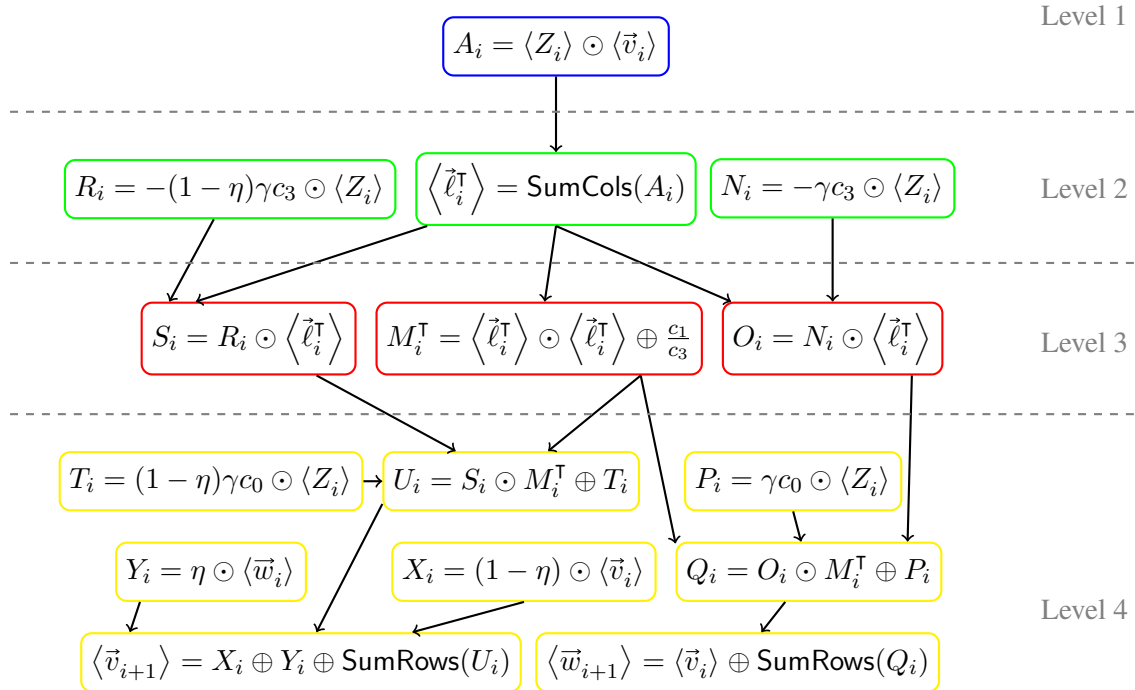 Level 1
A_i = ⟨Z_i⟩ ⊙ ⟨v⃗_i⟩
R_i = −(1 − η)γc_3 ⊙ ⟨Z_i⟩
⟨ℓ⃗_i^⊺⟩ = SumCols(A_i)
N_i = −γc_3 ⊙ ⟨Z_i⟩
Level 2
S_i = R_i ⊙ ⟨ℓ⃗_i^⊺⟩
M_i^⊺ = ⟨ℓ⃗_i^⊺⟩ ⊙ ⟨ℓ⃗_i^⊺⟩ ⊕ c_1/c_3
O_i = N_i ⊙ ⟨ℓ⃗_i^⊺⟩
Level 3
T_i = (1 − η)γc_0 ⊙ ⟨Z_i⟩
U_i = S_i ⊙ M_i^⊺ ⊕ T_i
P_i = γc_0 ⊙ ⟨Z_i⟩
Y_i = η ⊙ ⟨w⃗_i⟩
X_i = (1 − η) ⊙ ⟨v⃗_i⟩
Q_i = O_i ⊙ M_i^⊺ ⊕ P_i
Level 4
⟨v⃗_{i+1}⟩ = X_i ⊕ Y_i ⊕ SumRows(U_i)
⟨w⃗_{i+1}⟩ = ⟨v⃗_i⟩ ⊕ SumRows(Q_i)